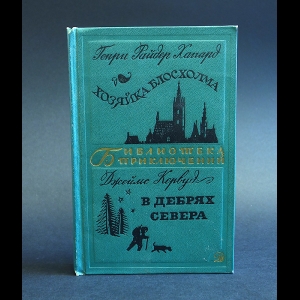 Генри Райдер Хаггард
ХОЗЯЙКА БЛОСХОЛМА
БИБЛИОТЕКА
ПРИКЛЮЧЕНИЙ
Джеймс Кервуд
В ДЕБРЯХ
СЕВЕРА